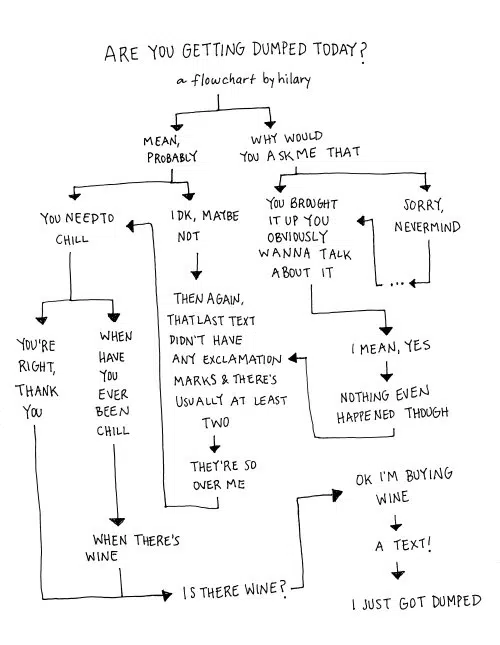 ARE YOU GETTING DUMPED TODAY?
a flowchart by hilary
MEAN,
PROBABLY
WHY WOULD
YOU ASK ME THAT
YOU NEED TO
CHILL
IDK, MAYBE
NOT
YOU BROUGHT
IT UP YOU
OBVIOUSLY
WANNA TALK
ABOUT IT
SORRY,
NEVERMIND
...
THEN AGAIN,
THAT LAST TEXT
DIDN'T HAVE
ANY EXCLAMATION
MARKS & THERE'S
USUALLY AT LEAST
TWO
I MEAN, YES
YOU'RE
RIGHT,
THANK
YOU
WHEN
HAVE
YOU
EVER
BEEN
CHILL
NOTHING EVEN
HAPPENED THOUGH
THEY'RE SO
OVER ME
OK I'M BUYING
WINE
WHEN THERE'S
WINE
A TEXT!
IS THERE WINE?
I JUST GOT DUMPED